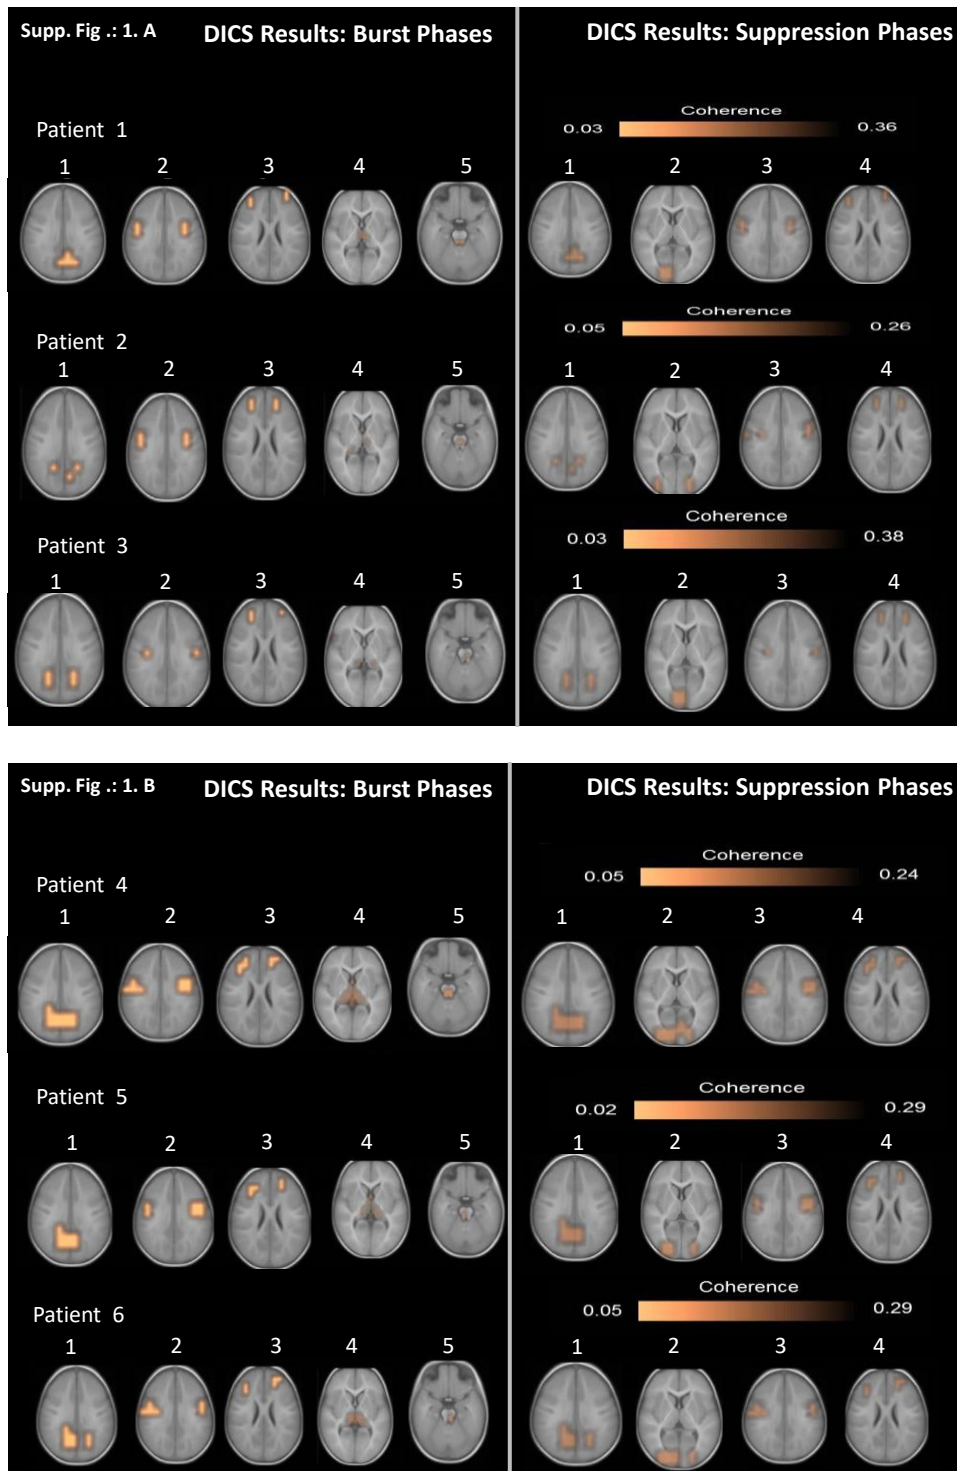 Supp. Fig .: 1. A
DICS Results: Burst Phases
DICS Results: Suppression Phases
Patient 1
Coherence
0.03 0.36
1 2 3 4 5
1 2 3 4
Patient 2
Coherence
0.05 0.26
1 2 3 4 5
1 2 3 4
Patient 3
Coherence
0.03 0.38
1 2 3 4 5
1 2 3 4
Supp. Fig .: 1. B
DICS Results: Burst Phases
DICS Results: Suppression Phases
Patient 4
Coherence
0.05 0.24
1 2 3 4 5
1 2 3 4
Patient 5
Coherence
0.02 0.29
1 2 3 4 5
1 2 3 4
Patient 6
Coherence
0.05 0.29
1 2 3 4 5
1 2 3 4